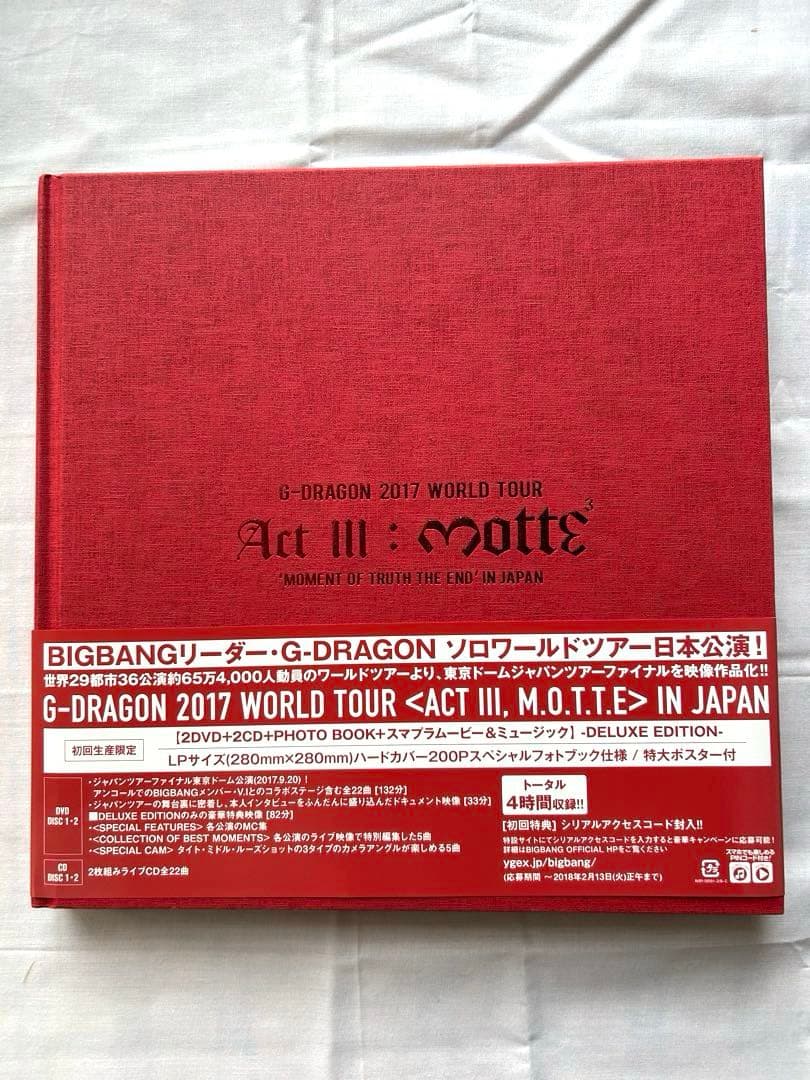 G-DRAGON 2017 WORLD TOUR
Act III : Motte3
'MOMENT OF TRUTH THE END' IN JAPAN
BIGBANGリーダー・G-DRAGON ソロワールドツアー日本公演!
世界29都市36公演約65万4,000人動員のワールドツアーより、東京ドームジャパンツアーファイナルを映像作品化!!
G-DRAGON 2017 WORLD TOUR <ACT III, M.O.T.T.E> IN JAPAN
初回生産限定
【2DVD+2CD+PHOTO BOOK+スマプラムービー&ミュージック】-DELUXE EDITION-
LPサイズ(280mm×280mm)ハードカバー200Pスペシャルフォトブック仕様 / 特大ポスター付
DVD
DISC 1・2
・ジャパンツアーファイナル東京ドーム公演(2017.9.20)!
アンコールでのBIGBANGメンバー・V.Iとのコラボステージ含む全22曲 [132分]
・ジャパンツアーの舞台裏に密着し、本人インタビューをふんだんに盛り込んだドキュメント映像 [33分]
■DELUXE EDITIONのみの豪華特典映像 [82分]
・<SPECIAL FEATURES> 各公演のMC集
・<COLLECTION OF BEST MOMENTS> 各公演のライブ映像で特別編集した5曲
・<SPECIAL CAM> タイト・ミドル・ルーズショットの3タイプのカメラアングルが楽しめる5曲
CD
DISC 1・2
2枚組みライブCD全22曲
トータル
4時間収録!!
[初回特典] シリアルアクセスコード封入!!
特設サイトにてシリアルアクセスコードを入力すると豪華キャンペーンに応募可能!
詳細はBIGBANG OFFICIAL HPをご覧ください
ygex.jp/bigbang/
(応募期間 ~2018年2月13日(火)正午まで)
スマホでも楽しめる
PINコード付き!